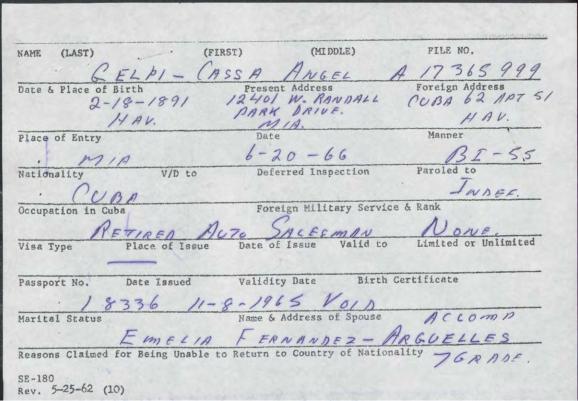 NAME (LAST) (FIRST) (MIDDLE) FILE NO.
GELPI - CASSA ANGEL A 17 365 999
Date & Place of Birth Present Address Foreign Address
2-18-1891 12401 W. RANDALL CUBA 62 APT 51
HAV. PARK DRIVE. HAV.
MIA.
Place of Entry Date Manner
MIA 6-20-66 BI-55
Nationality V/D to Deferred Inspection Paroled to
CUBA INDEF.
Occupation in Cuba Foreign Military Service & Rank
RETIRED AUTO SALESMAN NONE.
Visa Type Place of Issue Date of Issue Valid to Limited or Unlimited
Passport No. Date Issued Validity Date Birth Certificate
18336 11-8-1965 VOID
Marital Status Name & Address of Spouse ACCOMP
EMELIA FERNANDEZ - ARGUELLES
Reasons Claimed for Being Unable to Return to Country of Nationality 7 GRADE.
SE-180
Rev. 5-25-62 (10)